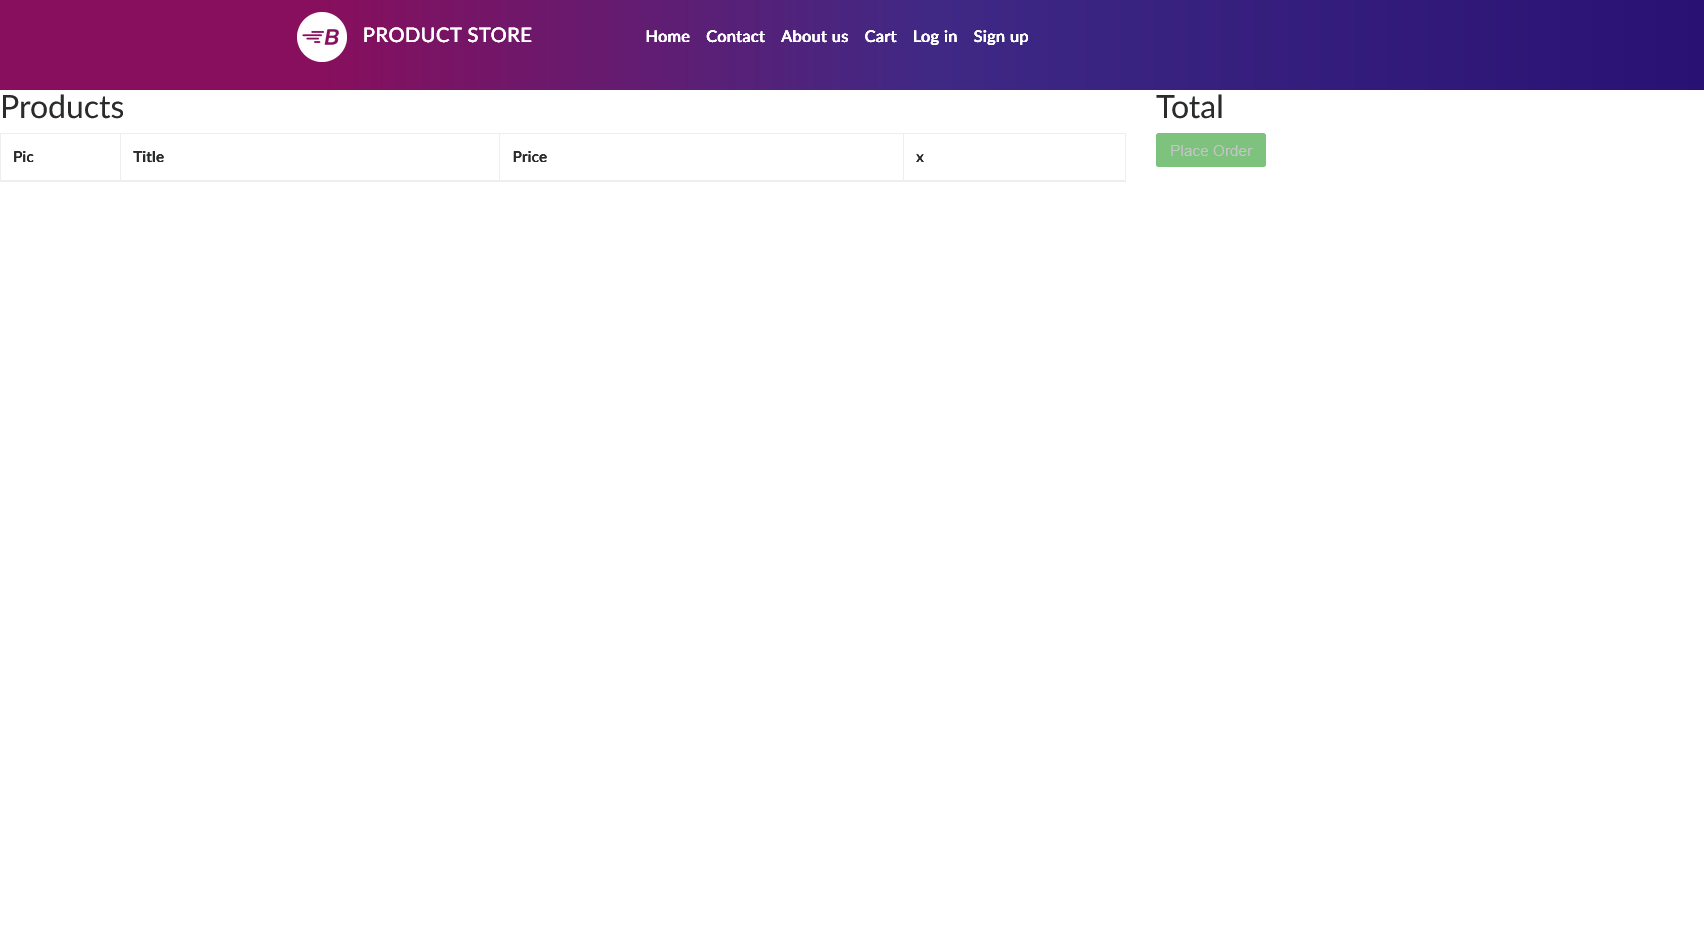 B PRODUCT STORE Home Contact About us Cart Log in Sign up
Products
Pic Title Price x
Total
Place Order